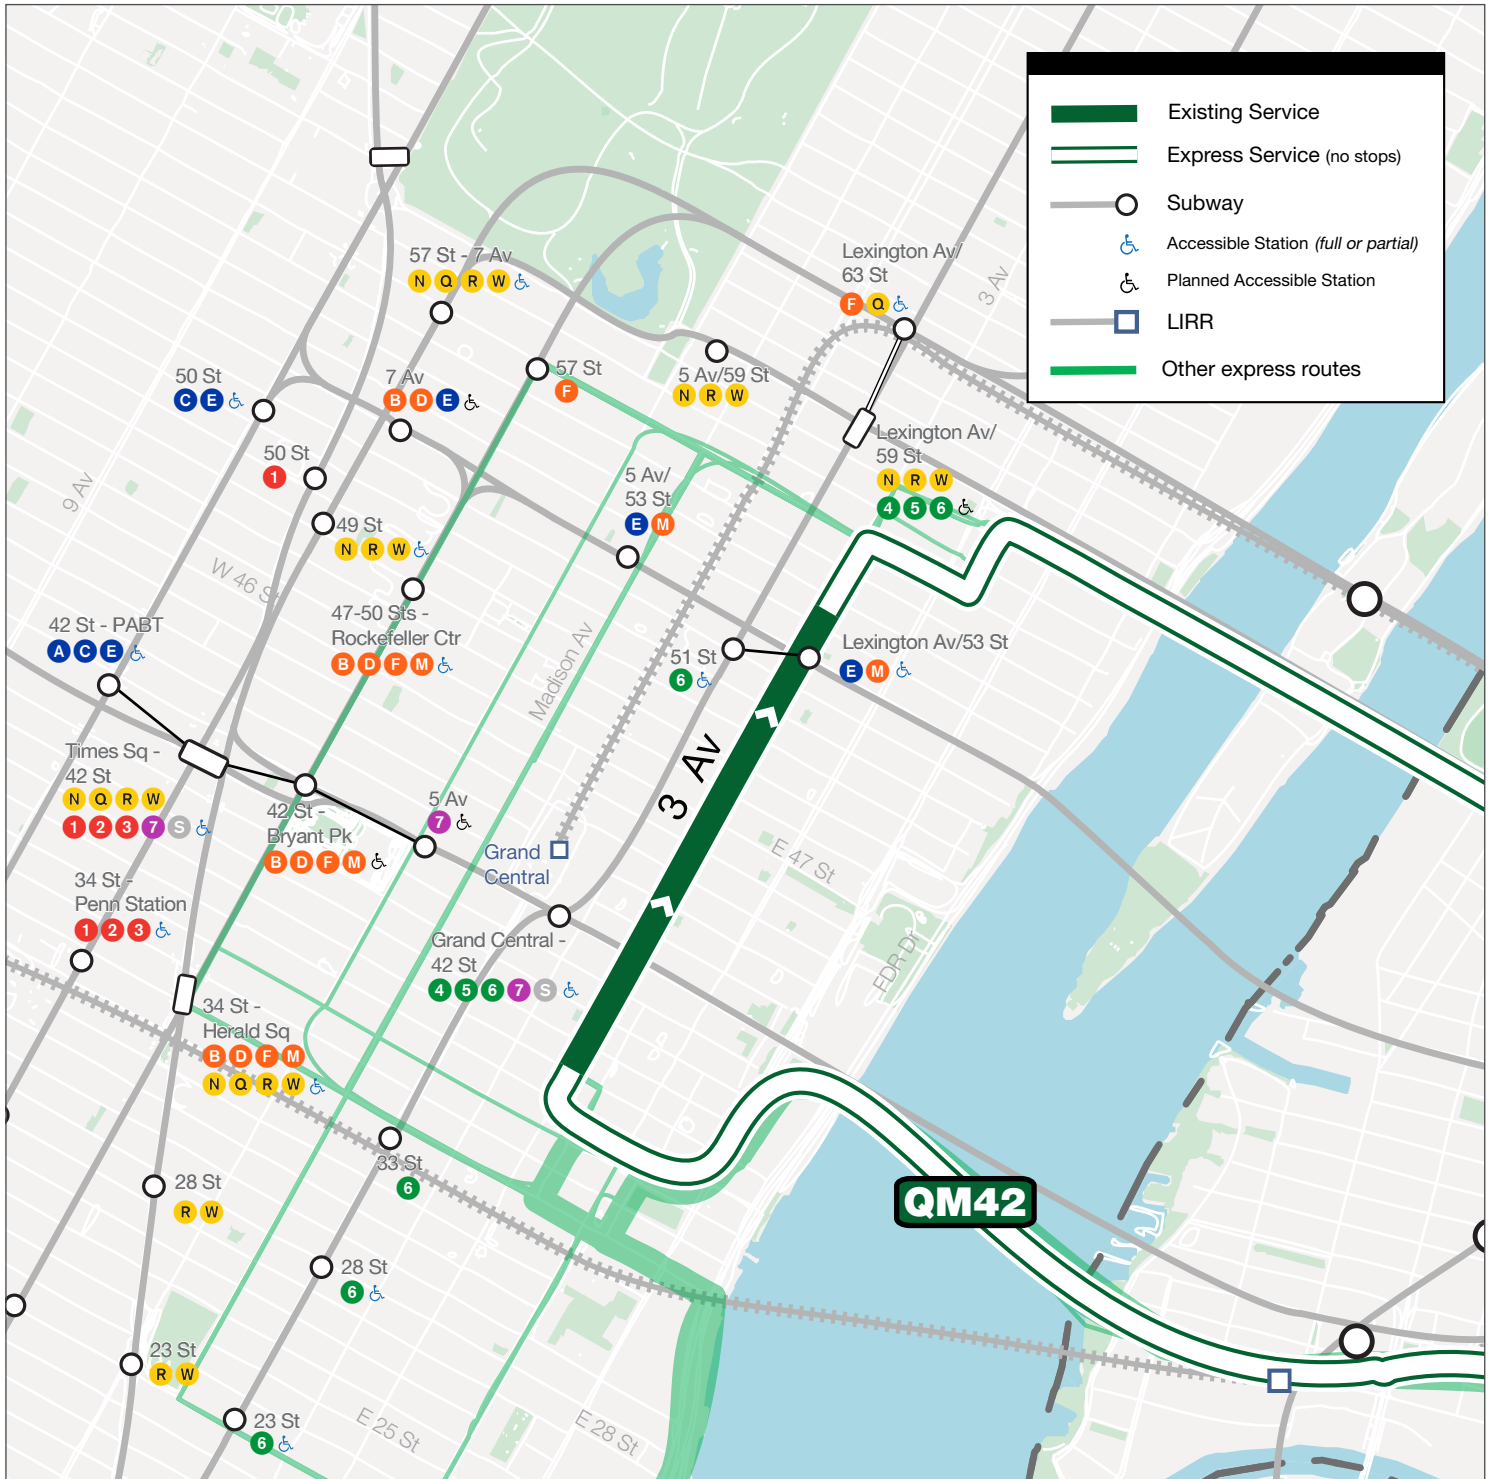 Existing Service
Express Service (no stops)
Subway
Accessible Station (full or partial)
Planned Accessible Station
LIRR
Other express routes
57 St - 7 Av
N Q R W
Lexington Av/
63 St
F Q
3 Av
50 St
C E
7 Av
B D E
57 St
F
5 Av/59 St
N R W
Lexington Av/
59 St
N R W
4 5 6
50 St
1
9 Av
5 Av/
53 St
E M
49 St
N R W
W 46 St
47-50 Sts -
Rockefeller Ctr
B D F M
42 St - PABT
A C E
Madison Av
51 St
6
Lexington Av/53 St
E M
3 Av
Times Sq -
42 St
N Q R W
1 2 3 7 S
42 St -
Bryant Pk
B D F M
5 Av
7
Grand
Central
E 47 St
34 St -
Penn Station
1 2 3
Grand Central -
42 St
4 5 6 7 S
FDR Dr
34 St -
Herald Sq
B D F M
N Q R W
33 St
6
28 St
R W
QM42
28 St
6
23 St
R W
23 St
6
E 25 St
E 28 St